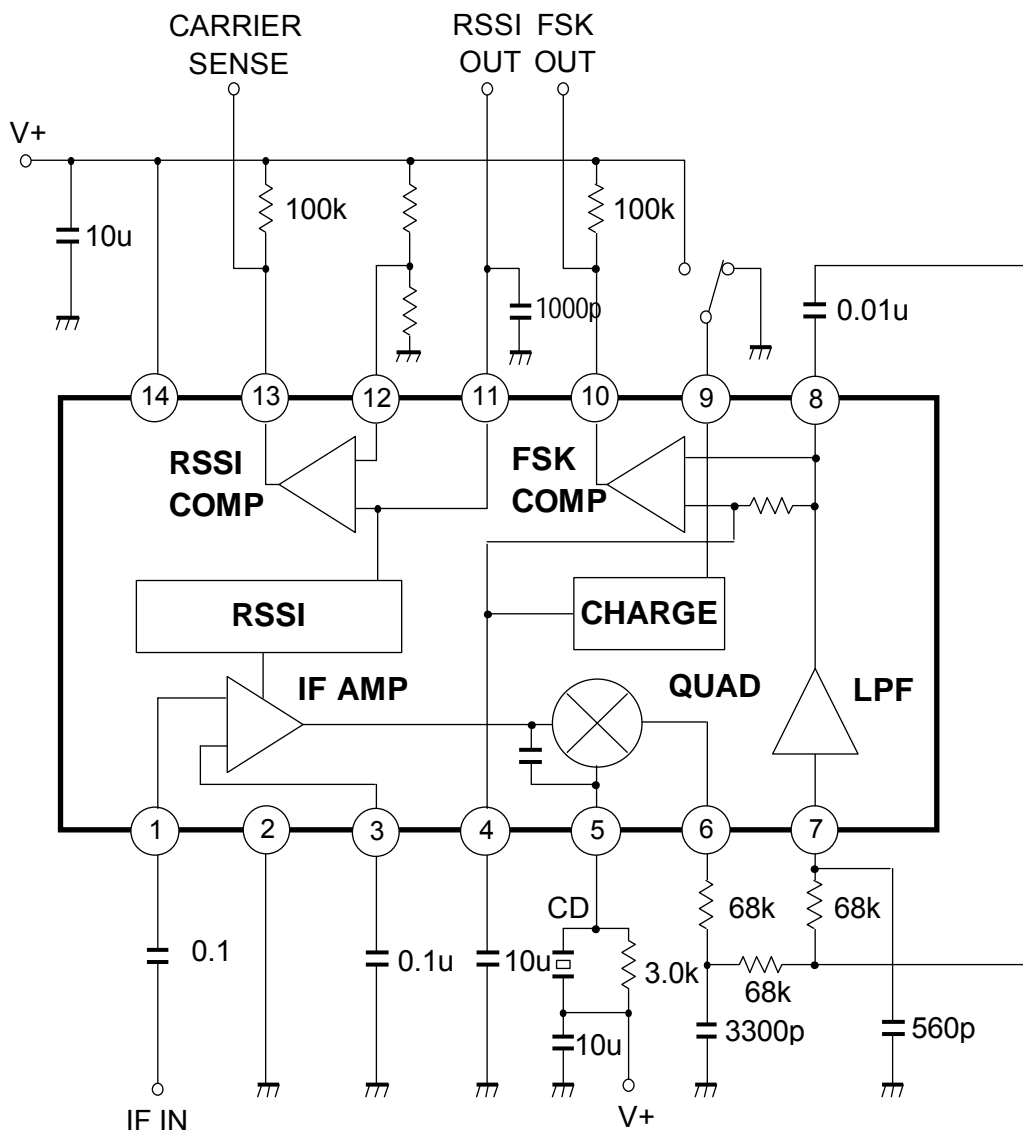 CARRIER
SENSE
RSSI
OUT
FSK
OUT
V+
10u
100k
100k
1000p
0.01u
14
13
12
11
10
9
8
RSSI
COMP
FSK
COMP
RSSI
CHARGE
IF AMP
QUAD
LPF
1
2
3
4
5
6
7
0.1
0.1u
10u
CD
3.0k
10u
68k
68k
68k
3300p
560p
IF IN
V+